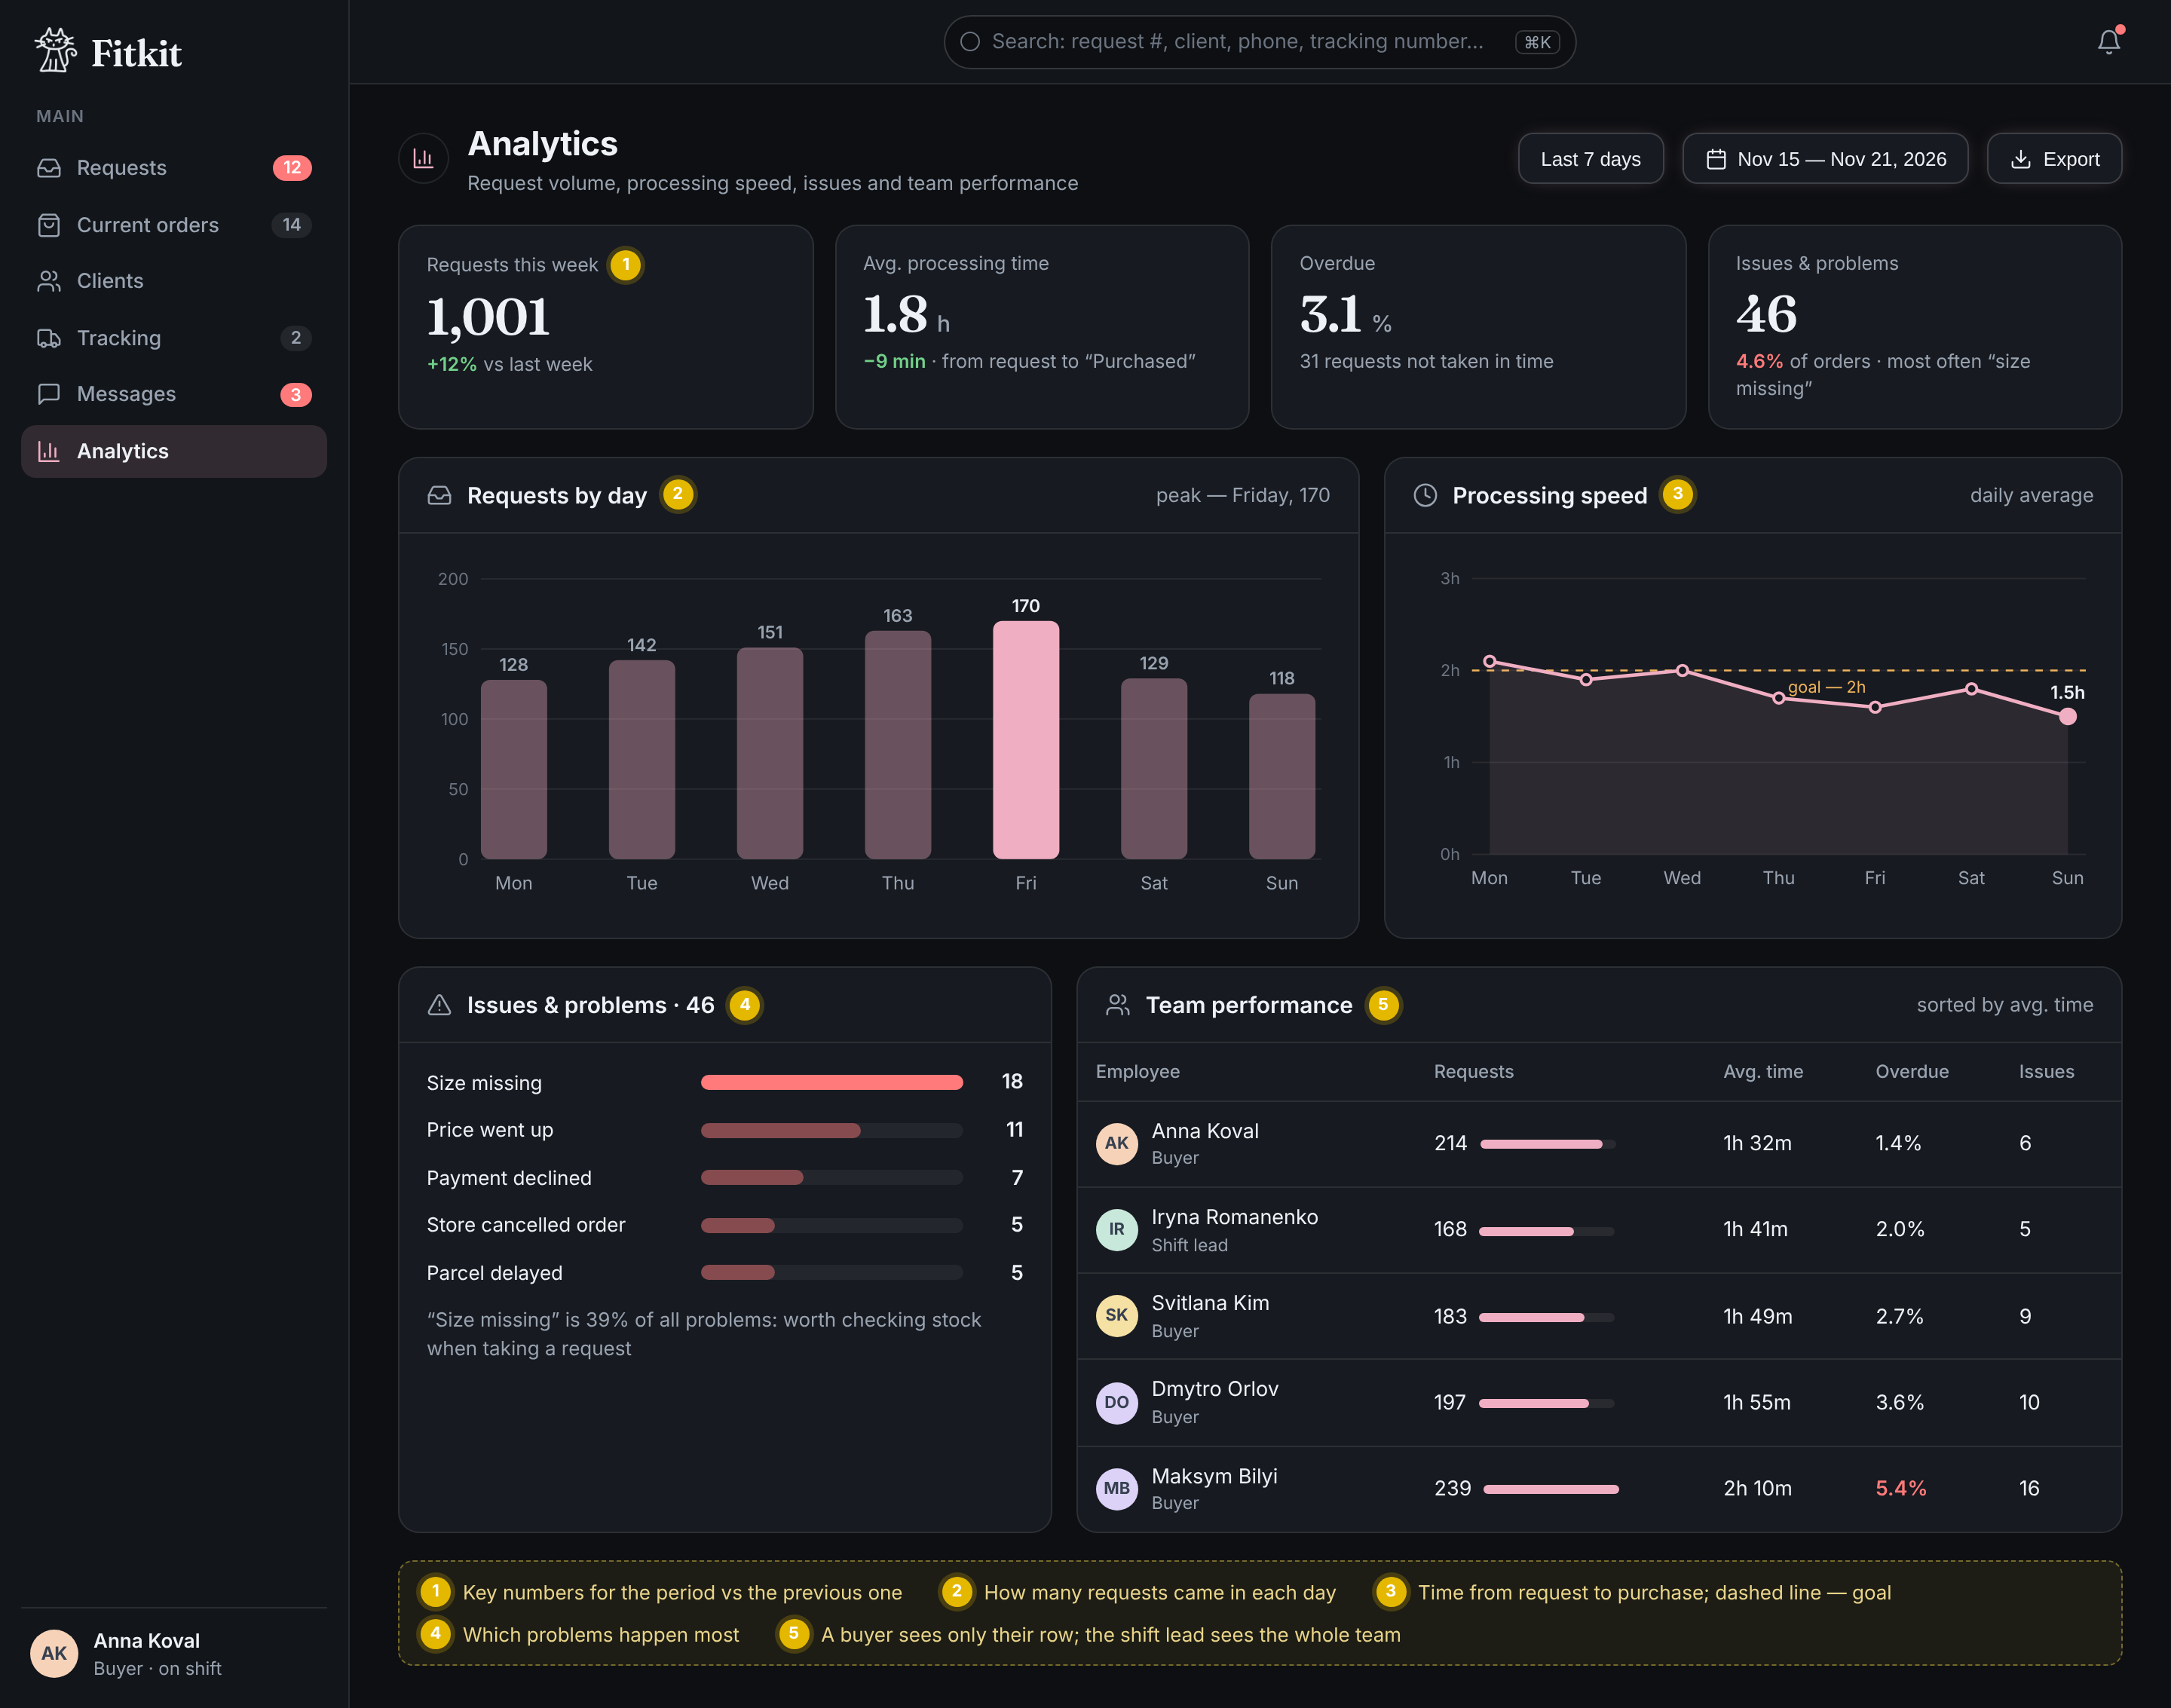 Fitkit
MAIN
Requests 12
Current orders 14
Clients
Tracking 2
Messages 3
Analytics
AK
Anna Koval
Buyer · on shift
Search: request #, client, phone, tracking number... ⌘K
Analytics
Request volume, processing speed, issues and team performance
Last 7 days
Nov 15 — Nov 21, 2026
Export
Requests this week 1
1,001
+12% vs last week
Avg. processing time
1.8 h
−9 min · from request to “Purchased”
Overdue
3.1 %
31 requests not taken in time
Issues & problems
46
4.6% of orders · most often “size
missing”
Requests by day 2
peak — Friday, 170
200
150
100
50
0
128
142
151
163
170
129
118
Mon Tue Wed Thu Fri Sat Sun
Processing speed 3
daily average
3h
2h
1h
0h
goal — 2h
1.5h
Mon Tue Wed Thu Fri Sat Sun
Issues & problems · 46 4
Size missing 18
Price went up 11
Payment declined 7
Store cancelled order 5
Parcel delayed 5
“Size missing” is 39% of all problems: worth checking stock
when taking a request
Team performance 5
sorted by avg. time
Employee Requests Avg. time Overdue Issues
AK Anna Koval 214 1h 32m 1.4% 6
Buyer
IR Iryna Romanenko 168 1h 41m 2.0% 5
Shift lead
SK Svitlana Kim 183 1h 49m 2.7% 9
Buyer
DO Dmytro Orlov 197 1h 55m 3.6% 10
Buyer
MB Maksym Bilyi 239 2h 10m 5.4% 16
Buyer
1 Key numbers for the period vs the previous one 2 How many requests came in each day 3 Time from request to purchase; dashed line — goal
4 Which problems happen most 5 A buyer sees only their row; the shift lead sees the whole team